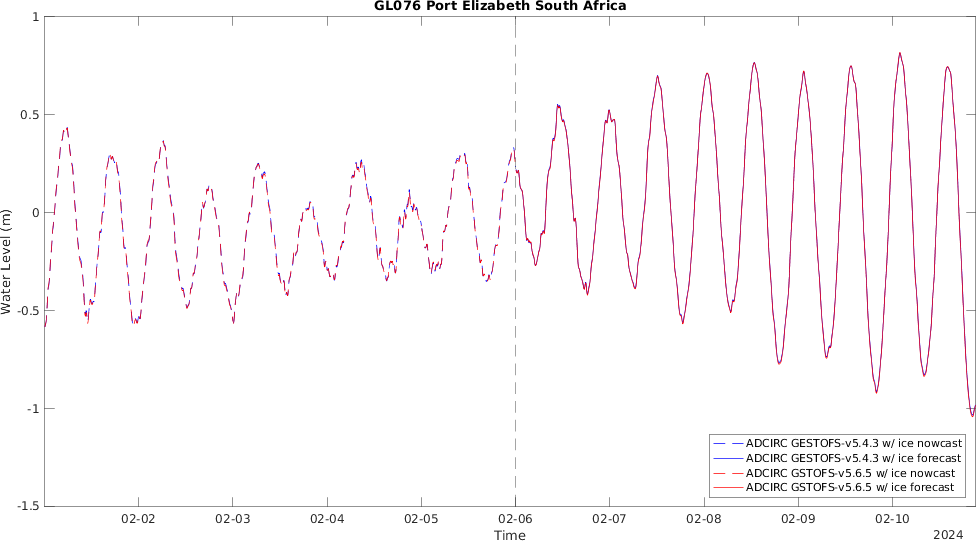 GL076 Port Elizabeth South Africa
1
0.5
0
-0.5
-1
-1.5
Water Level (m)
ADCIRC GESTOFS-v5.4.3 w/ ice nowcast
ADCIRC GESTOFS-v5.4.3 w/ ice forecast
ADCIRC GSTOFS-v5.6.5 w/ ice nowcast
ADCIRC GSTOFS-v5.6.5 w/ ice forecast
02-02 02-03 02-04 02-05 02-06 02-07 02-08 02-09 02-10
Time
2024